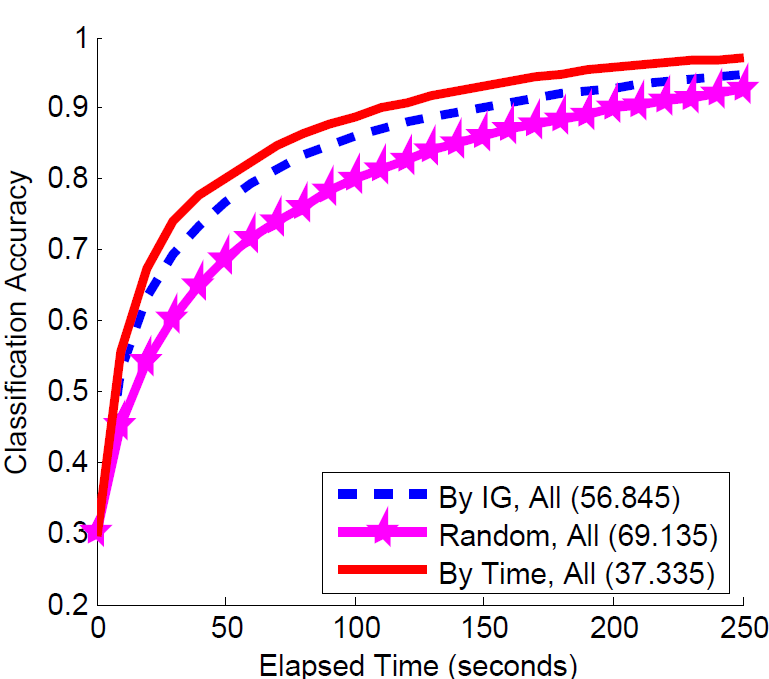 1
0.9
0.8
0.7
0.6
0.5
0.4
0.3
0.2
Classification Accuracy
By IG, All (56.845)
Random, All (69.135)
By Time, All (37.335)
0 50 100 150 200 250
Elapsed Time (seconds)